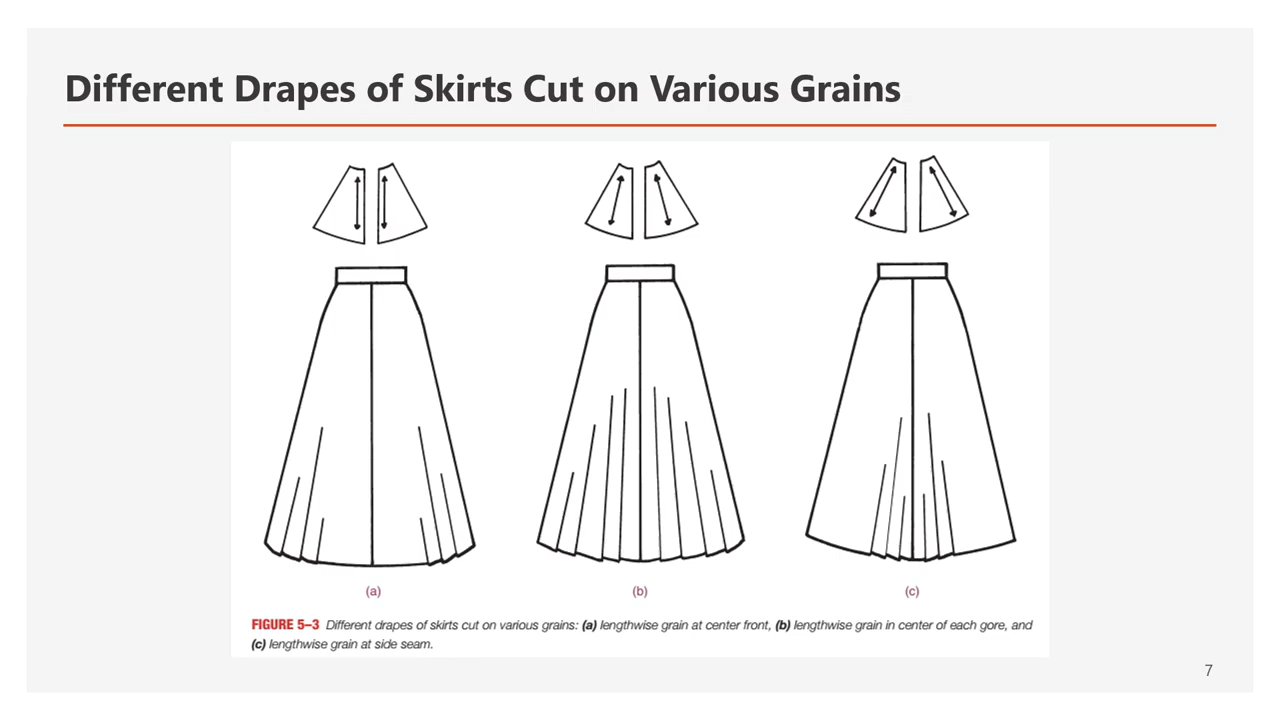 Different Drapes of Skirts Cut on Various Grains
(a)
(b)
(c)
FIGURE 5–3 Different drapes of skirts cut on various grains: (a) lengthwise grain at center front, (b) lengthwise grain in center of each gore, and
(c) lengthwise grain at side seam.
7